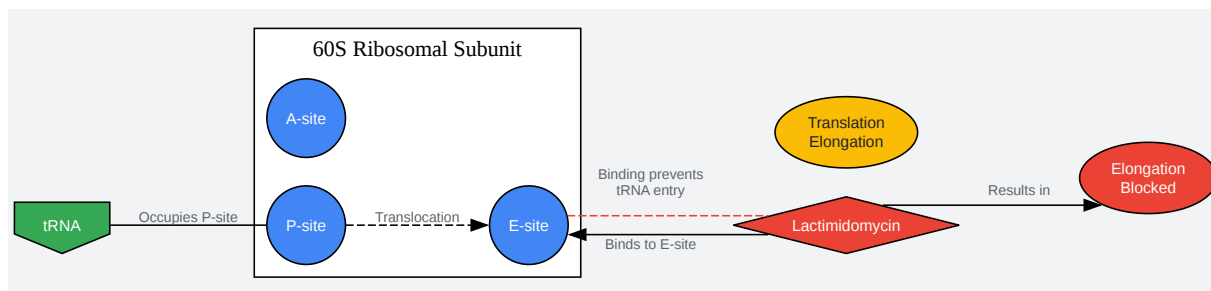 60S Ribosomal Subunit
A-site
Translation
Elongation
Binding prevents
tRNA entry
Elongation
Blocked
Results in
tRNA
Occupies P-site
P-site
Translocation
E-site
Binds to E-site
Lactimidomycin